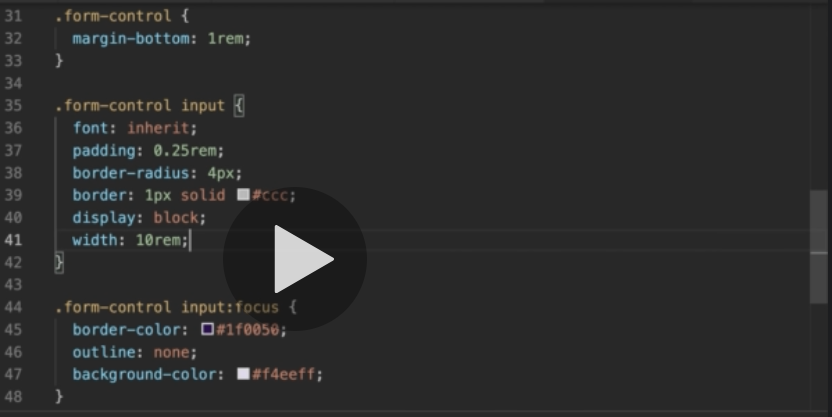 31 .form-control {
32 margin-bottom: 1rem;
33 }
34
35 .form-control input {
36 font: inherit;
37 padding: 0.25rem;
38 border-radius: 4px;
39 border: 1px solid #ccc;
40 display: block;
41 width: 10rem;
42 }
43
44 .form-control input:focus {
45 border-color: #1f0050;
46 outline: none;
47 background-color: #f4eeff;
48 }